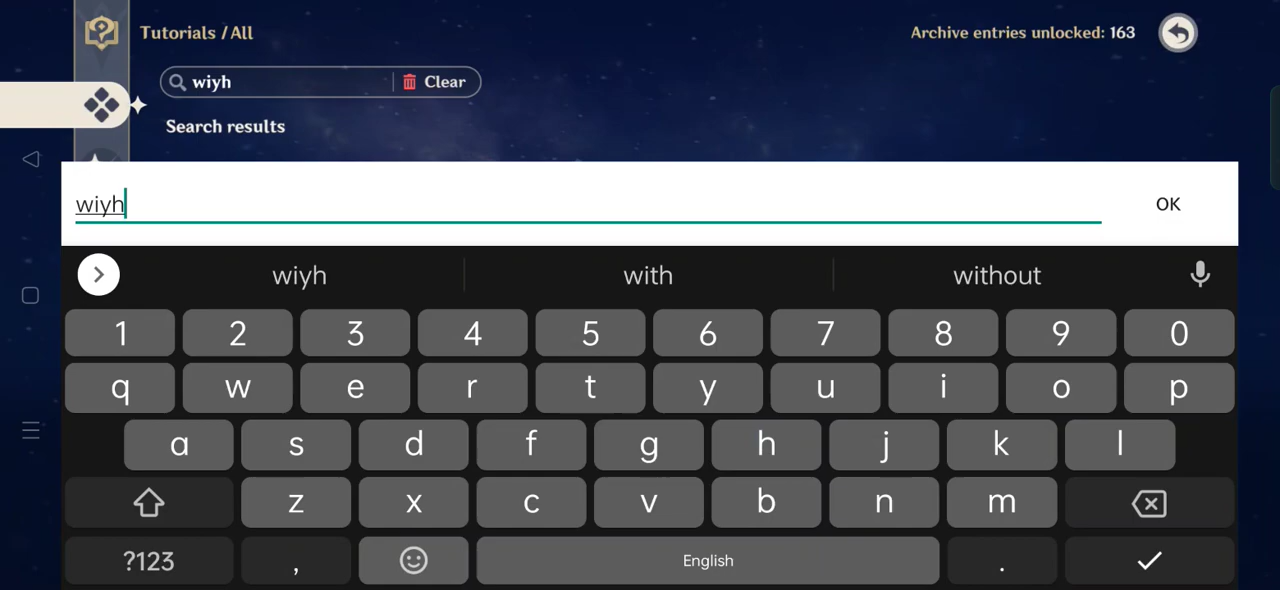 Tutorials / All
Archive entries unlocked: 163
wiyh Clear
Search results
wiyh OK
wiyh with without
1 2 3 4 5 6 7 8 9 0
q w e r t y u i o p
a s d f g h j k l
z x c v b n m
?123 , English .